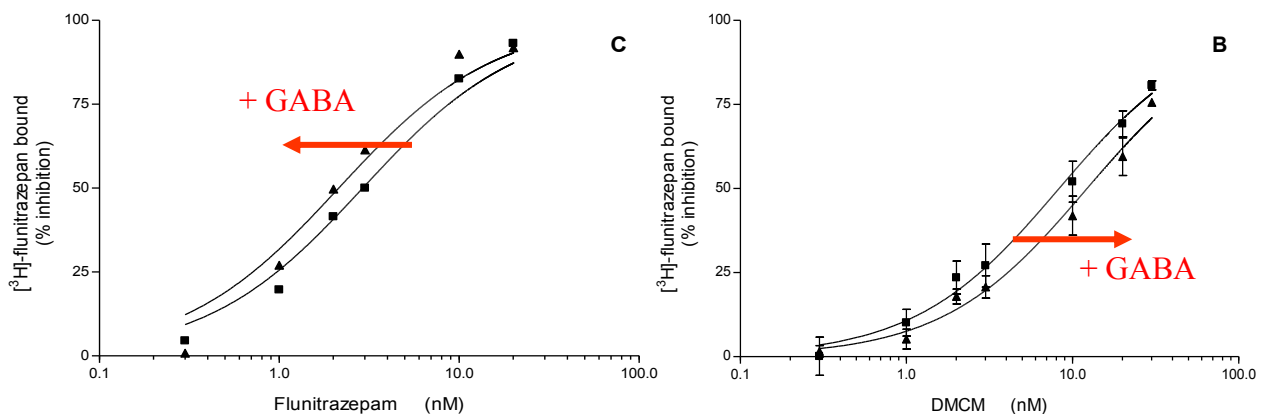 100
75
50
25
0
[³H]-flunitrazepan bound
(% inhibition)
C
+ GABA
0.1
1.0
10.0
100.0
Flunitrazepam (nM)
100
75
50
25
0
[³H]-flunitrazepan bound
(% inhibition)
B
+ GABA
0.1
1.0
10.0
100.0
DMCM (nM)